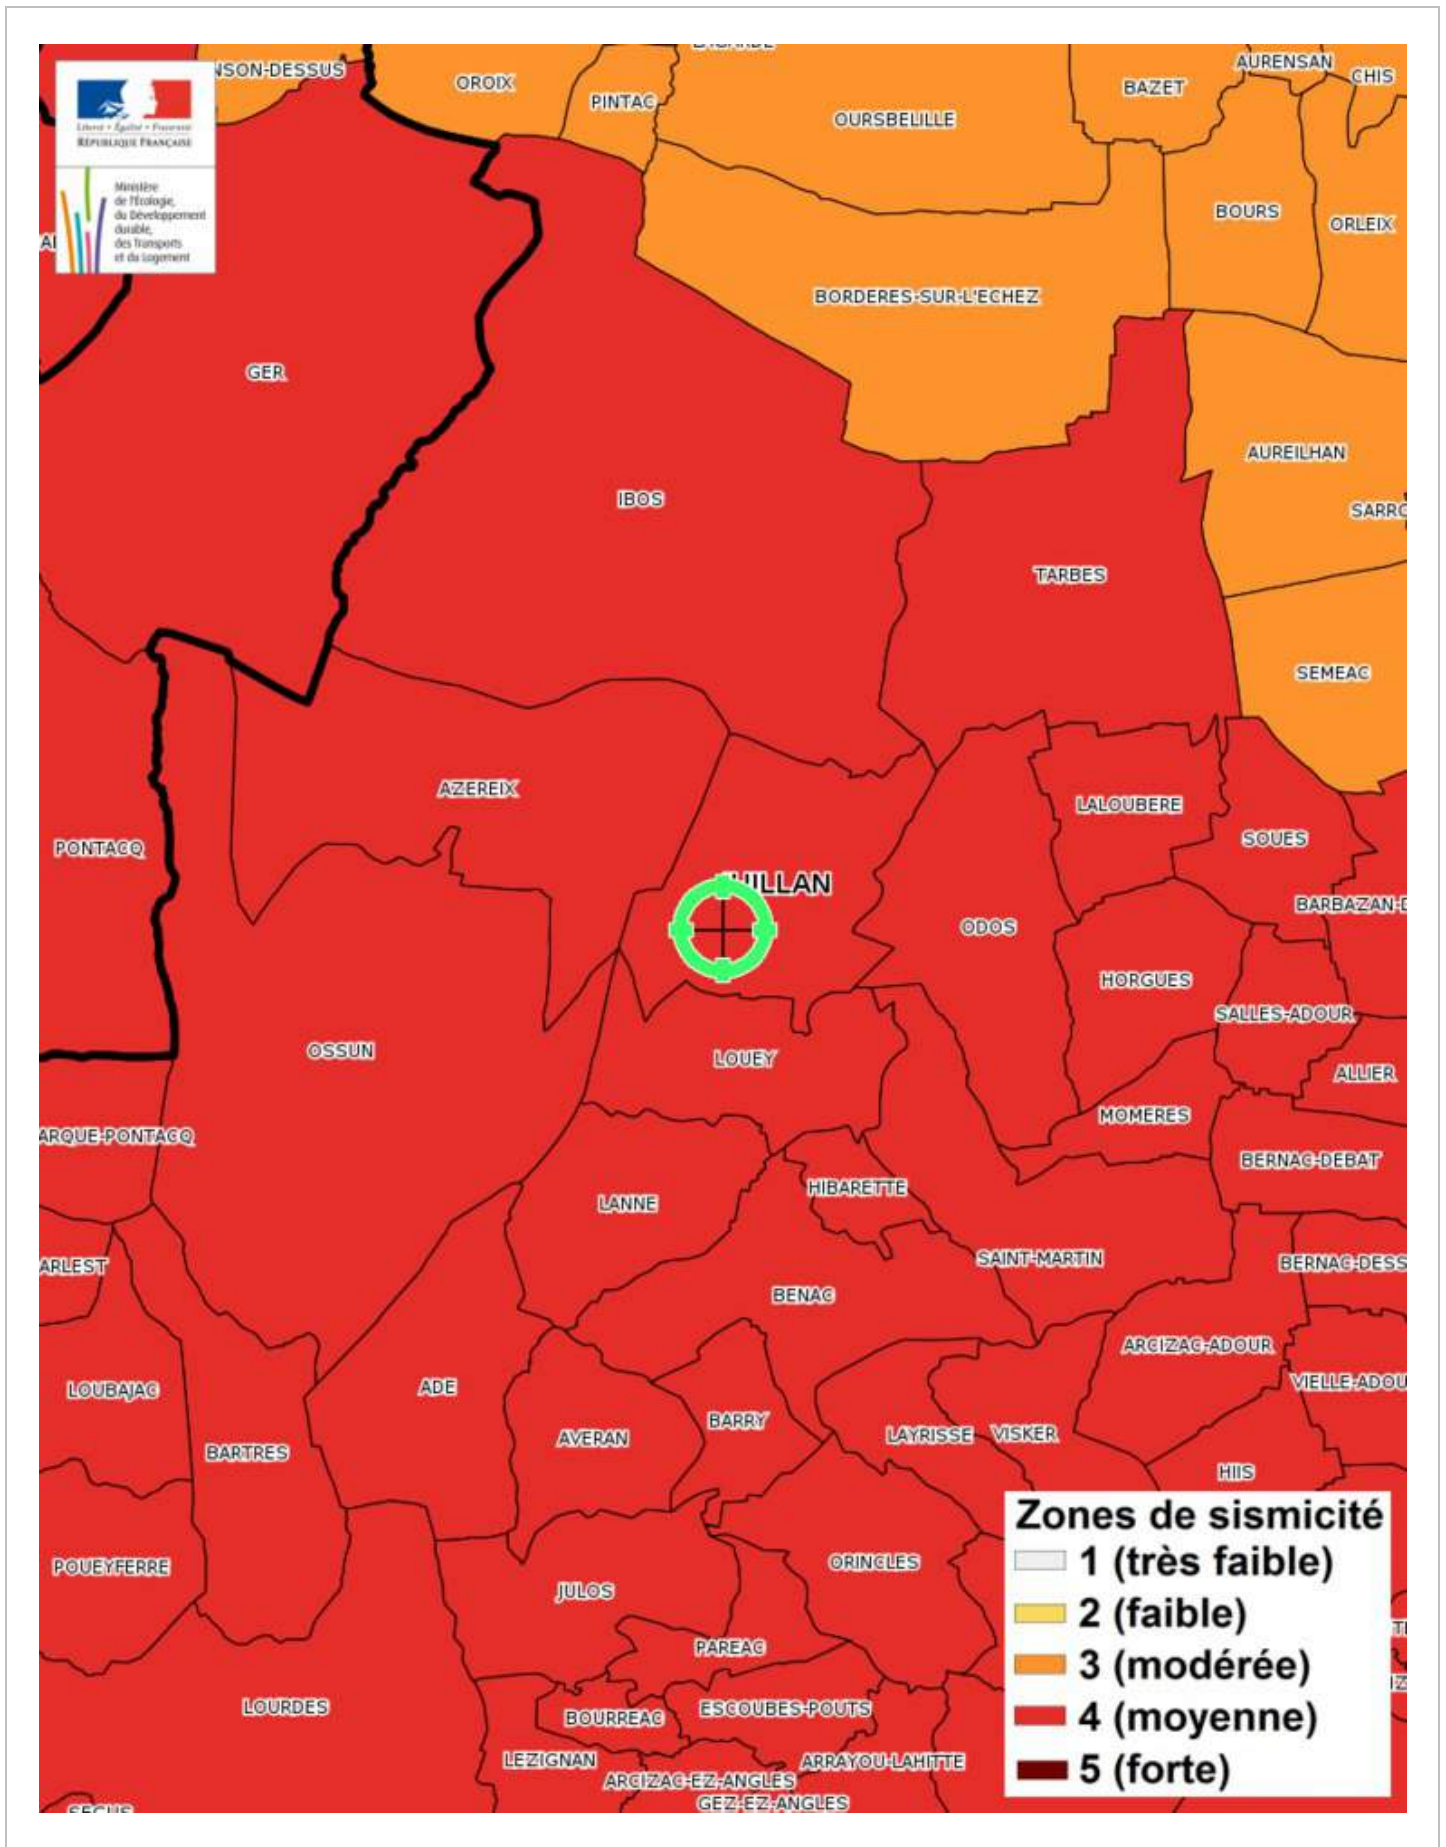 LAGARDE
NSON-DESSUS
OROIX
PINTAC
OURSBELILLE
BAZET
AURENSAN
CHIS
Liberté • Égalité • Fraternité
RÉPUBLIQUE FRANÇAISE
Ministère
de l'Écologie,
du Développement
durable,
des Transports
et du Logement
BOURS
ORLEIX
BORDERES-SUR-L'ECHEZ
GER
AUREILHAN
IBOS
SARRO
TARBES
SEMEAC
AZEREIX
LALOUBERE
SOUES
PONTACQ
UILLAN
BARBAZAN-D
ODOS
HORGUES
SALLES-ADOUR
OSSUN
LOUEY
ALLIER
MOMERES
ARQUE-PONTACQ
BERNAC-DEBAT
HIBARETTE
LANNE
SAINT-MARTIN
ARLEST
BERNAC-DESS
BENAC
ARCIZAC-ADOUR
LOUBAJAC
ADE
VIELLE-ADOU
BARRY
AVERAN
LAYRISSE
VISKER
BARTRES
HIIS
POUEYFERRE
ORINCLES
JULOS
PAREAC
LOURDES
BOURREAC
ESCOUBES-POUTS
LEZIGNAN
ARRAYOU-LAHITTE
ARCIZAC-EZ-ANGLES
GEZ-EZ-ANGLES
SEGUS
Zones de sismicité
1 (très faible)
2 (faible)
3 (modérée)
4 (moyenne)
5 (forte)